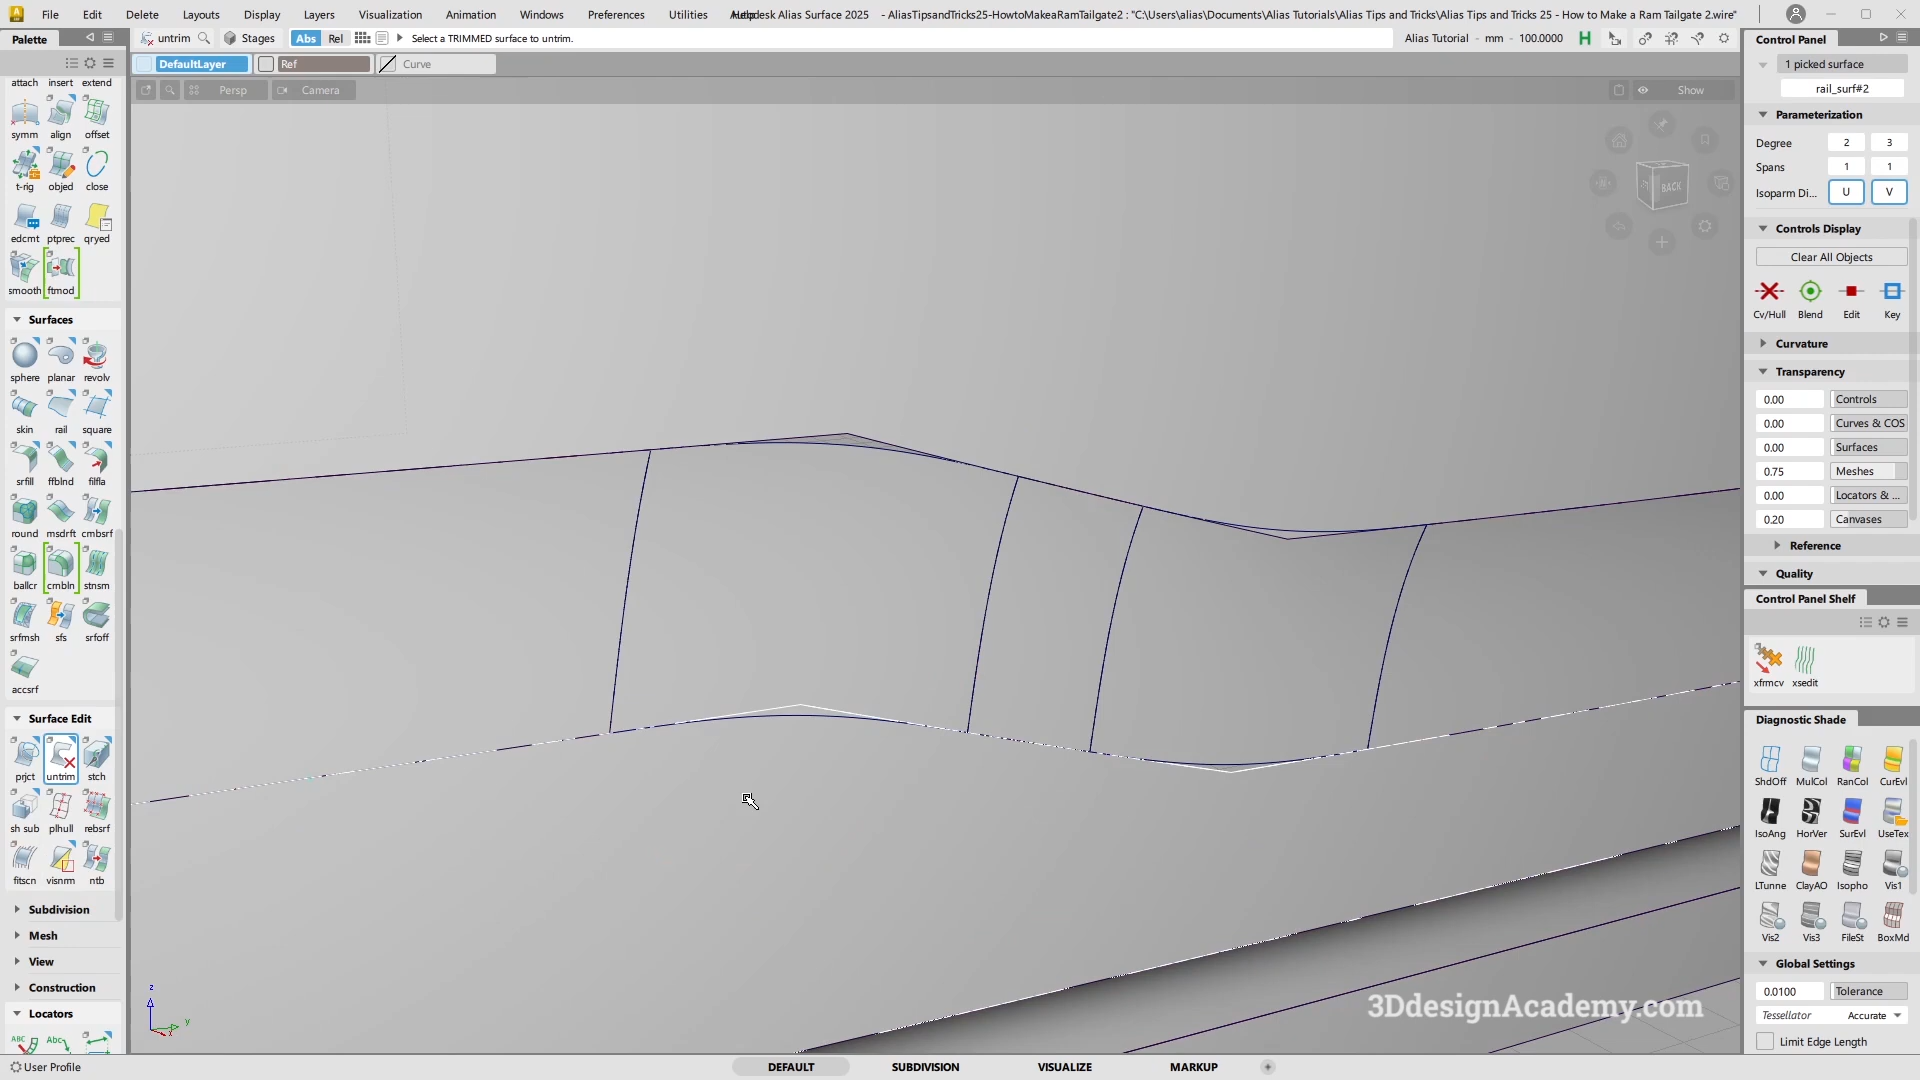 File Edit Delete Layouts Display Layers Visualization Animation Windows Preferences Utilities Autodesk Alias Surface 2025 - AliasTipsandTricks25-HowtoMakeaRamTailgate2 : "C:\Users\alias\Documents\Alias Tutorials\Alias Tips and Tricks\Alias Tips and Tricks 25 - How to Make a Ram Tailgate 2.wire"
Palette
untrim Stages Abs Rel Select a TRIMMED surface to untrim. Alias Tutorial - mm - 100.0000 H
Control Panel
DefaultLayer Ref Curve
1 picked surface
rail_surf#2
Persp Camera Show
attach insert extend
symm align offset
t-rig objed close
edcmt ptprec qryed
smooth ftmod
Surfaces
sphere planar revolv
skin rail square
srfill ffblnd filfla
round msdrft cmbsrf
ballcr cmbln stnsm
srfmsh sfs srfoff
accsrf
Surface Edit
prjct untrim stch
sh sub plhull rebsrf
fitscn visnrm ntb
Subdivision
Mesh
View
Construction
Locators
ABC Abc
User Profile
BACK
z
y
x
3DdesignAcademy.com
DEFAULT SUBDIVISION VISUALIZE MARKUP
Parameterization
Degree 2 3
Spans 1 1
Isoparm Di... U V
Controls Display
Clear All Objects
Cv/Hull Blend Edit Key
Curvature
Transparency
0.00 Controls
0.00 Curves & COS
0.00 Surfaces
0.75 Meshes
0.00 Locators & ...
0.20 Canvases
Reference
Quality
Control Panel Shelf
xfrmcv xsedit
Diagnostic Shade
ShdOff MulCol RanCol CurEvl
IsoAng HorVer SurEvl UseTex
LTunne ClayAO Isopho Vis1
Vis2 Vis3 FileSt BoxMd
Global Settings
0.0100 Tolerance
Tessellator Accurate
Limit Edge Length